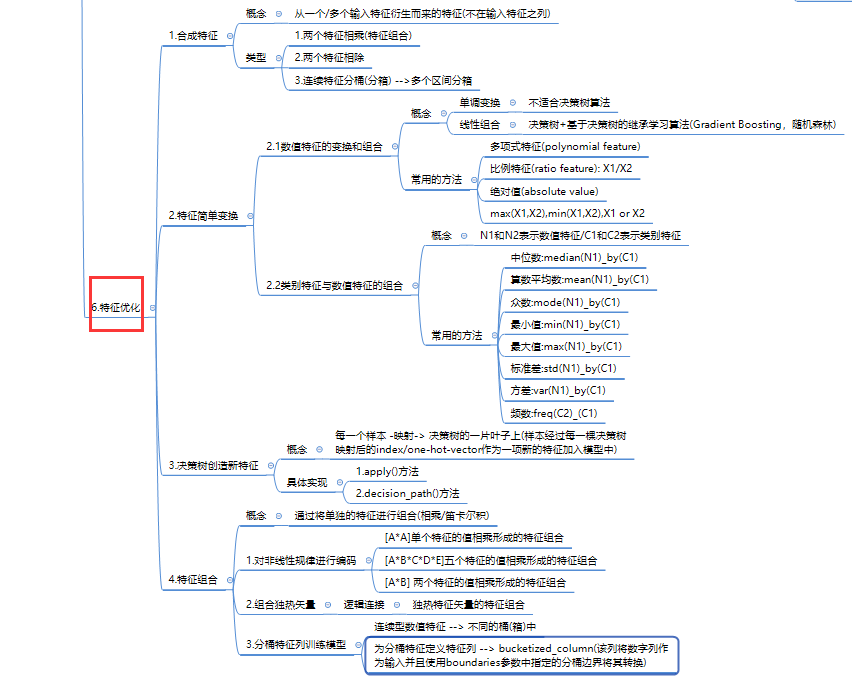 6.特征优化
1.合成特征
概念
从一个/多个输入特征衍生而来的特征(不在输入特征之列)
类型
1.两个特征相乘(特征组合)
2.两个特征相除
3.连续特征分桶(分箱) -->多个区间分箱
2.特征简单变换
2.1数值特征的变换和组合
概念
单调变换
不适合决策树算法
线性组合
决策树+基于决策树的继承学习算法(Gradient Boosting，随机森林)
常用的方法
多项式特征(polynomial feature)
比例特征(ratio feature): X1/X2
绝对值(absolute value)
max(X1,X2),min(X1,X2),X1 or X2
2.2类别特征与数值特征的组合
概念
N1和N2表示数值特征/C1和C2表示类别特征
常用的方法
中位数:median(N1)_by(C1)
算数平均数:mean(N1)_by(C1)
众数:mode(N1)_by(C1)
最小值:min(N1)_by(C1)
最大值:max(N1)_by(C1)
标准差:std(N1)_by(C1)
方差:var(N1)_by(C1)
频数:freq(C2)_(C1)
3.决策树创造新特征
概念
每一个样本 -映射-> 决策树的一片叶子上(样本经过每一棵决策树
映射后的index/one-hot-vector作为一项新的特征加入模型中)
具体实现
1.apply()方法
2.decision_path()方法
4.特征组合
概念
通过将单独的特征进行组合(相乘/笛卡尔积)
1.对非线性规律进行编码
[A*A]单个特征的值相乘形成的特征组合
[A*B*C*D*E]五个特征的值相乘形成的特征组合
[A*B] 两个特征的值相乘形成的特征组合
2.组合独热矢量
逻辑连接
独热特征矢量的特征组合
3.分桶特征列训练模型
连续型数值特征 --> 不同的桶(箱)中
为分桶特征定义特征列 --> bucketized_column(该列将数字列作
为输入并且使用boundaries参数中指定的分桶边界将其转换)